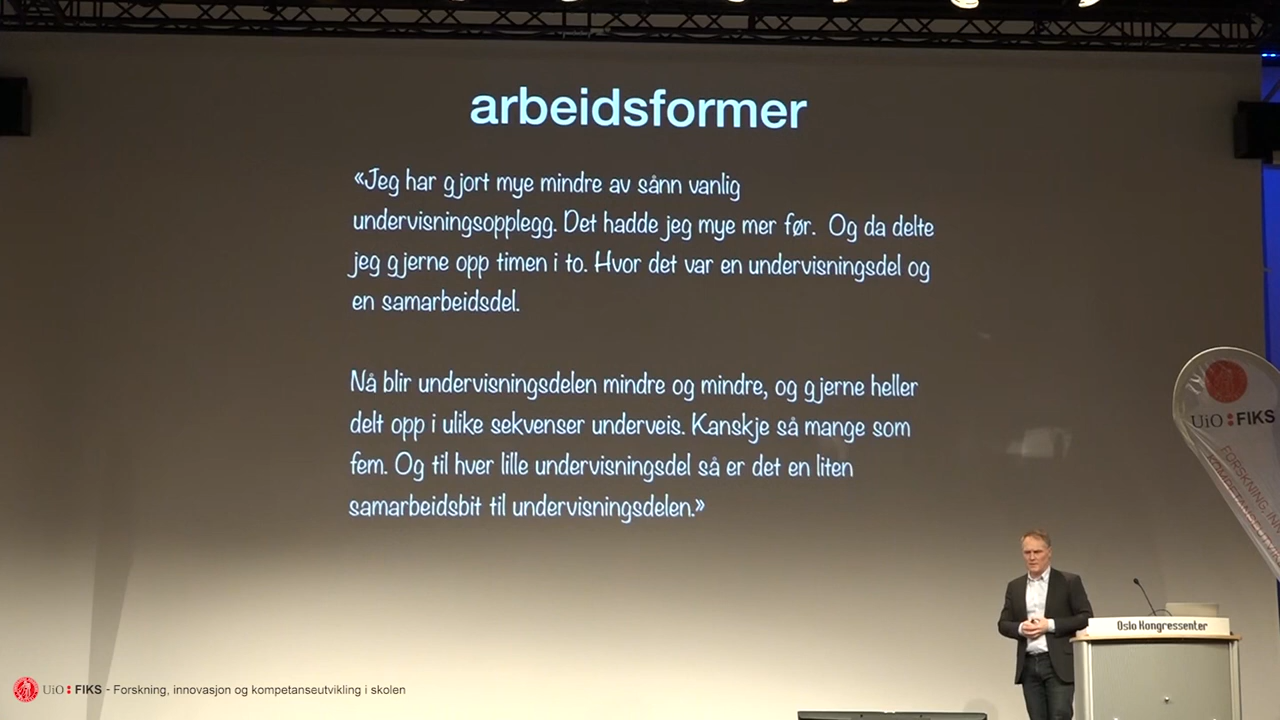 arbeidsformer
«Jeg har gjort mye mindre av sånn vanlig
undervisningsopplegg. Det hadde jeg mye mer før. Og da delte
jeg gjerne opp timen i to. Hvor det var en undervisningsdel og
en samarbeidsdel.
Nå blir undervisningsdelen mindre og mindre, og gjerne heller
delt opp i ulike sekvenser underveis. Kanskje så mange som
fem. Og til hver lille undervisningsdel så er det en liten
samarbeidsbit til undervisningsdelen.»
UiO:FIKS
FORSKNING, INN
Oslo Kongressenter
UiO:FIKS - Forskning, innovasjon og kompetanseutvikling i skolen